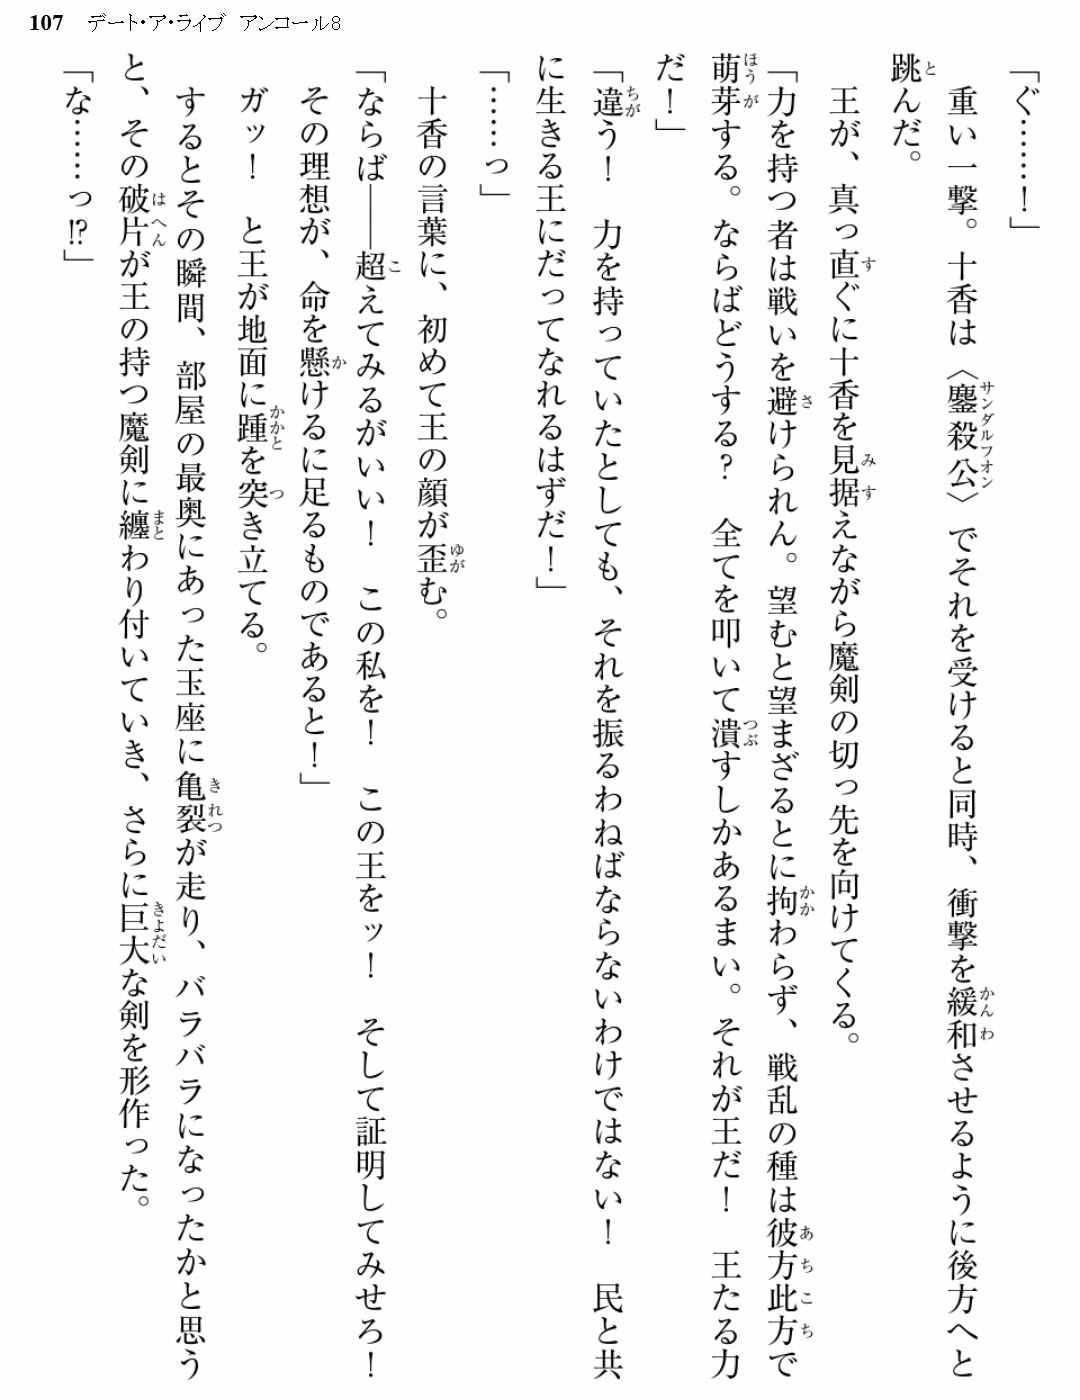 107 デート・ア・ライブ アンコール8
「ぐ……！」
　重い一撃。十香は〈鏖殺公〉でそれを受けると同時、衝撃を緩和させるように後方へと
跳んだ。
　王が、真っ直ぐに十香を見据えながら魔剣の切っ先を向けてくる。
「力を持つ者は戦いを避けられん。望むと望まざるとに拘わらず、戦乱の種は彼方此方で
萌芽する。ならばどうする？　全てを叩いて潰すしかあるまい。それが王だ！　王たる力
だ！」
「違う！　力を持っていたとしても、それを振るわねばならないわけではない！　民と共
に生きる王にだってなれるはずだ！」
「……っ」
　十香の言葉に、初めて王の顔が歪む。
「ならば――超えてみるがいい！　この私を！　この王をッ！　そして証明してみせろ！
　その理想が、命を懸けるに足るものであると！」
　ガッ！　と王が地面に踵を突き立てる。
　するとその瞬間、部屋の最奥にあった玉座に亀裂が走り、バラバラになったかと思う
と、その破片が王の持つ魔剣に纏わり付いていき、さらに巨大な剣を形作った。
「な……っ!?」